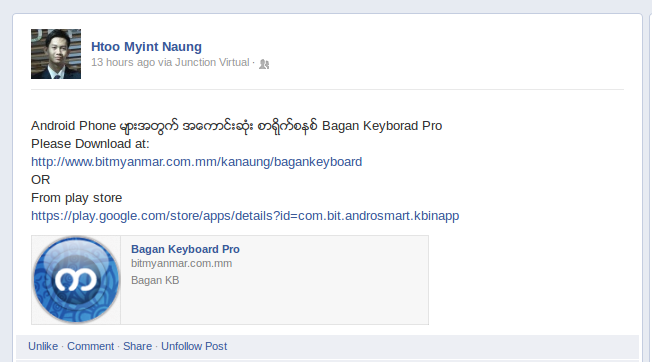 Htoo Myint Naung
13 hours ago via Junction Virtual ·
Android Phone များအတွက် အကောင်းဆုံး စာရိုက်စနစ် Bagan Keyborad Pro
Please Download at:
http://www.bitmyanmar.com.mm/kanaung/bagankeyboard
OR
From play store
https://play.google.com/store/apps/details?id=com.bit.androsmart.kbinapp
က
Bagan Keyboard Pro
bitmyanmar.com.mm
Bagan KB
Unlike · Comment · Share · Unfollow Post